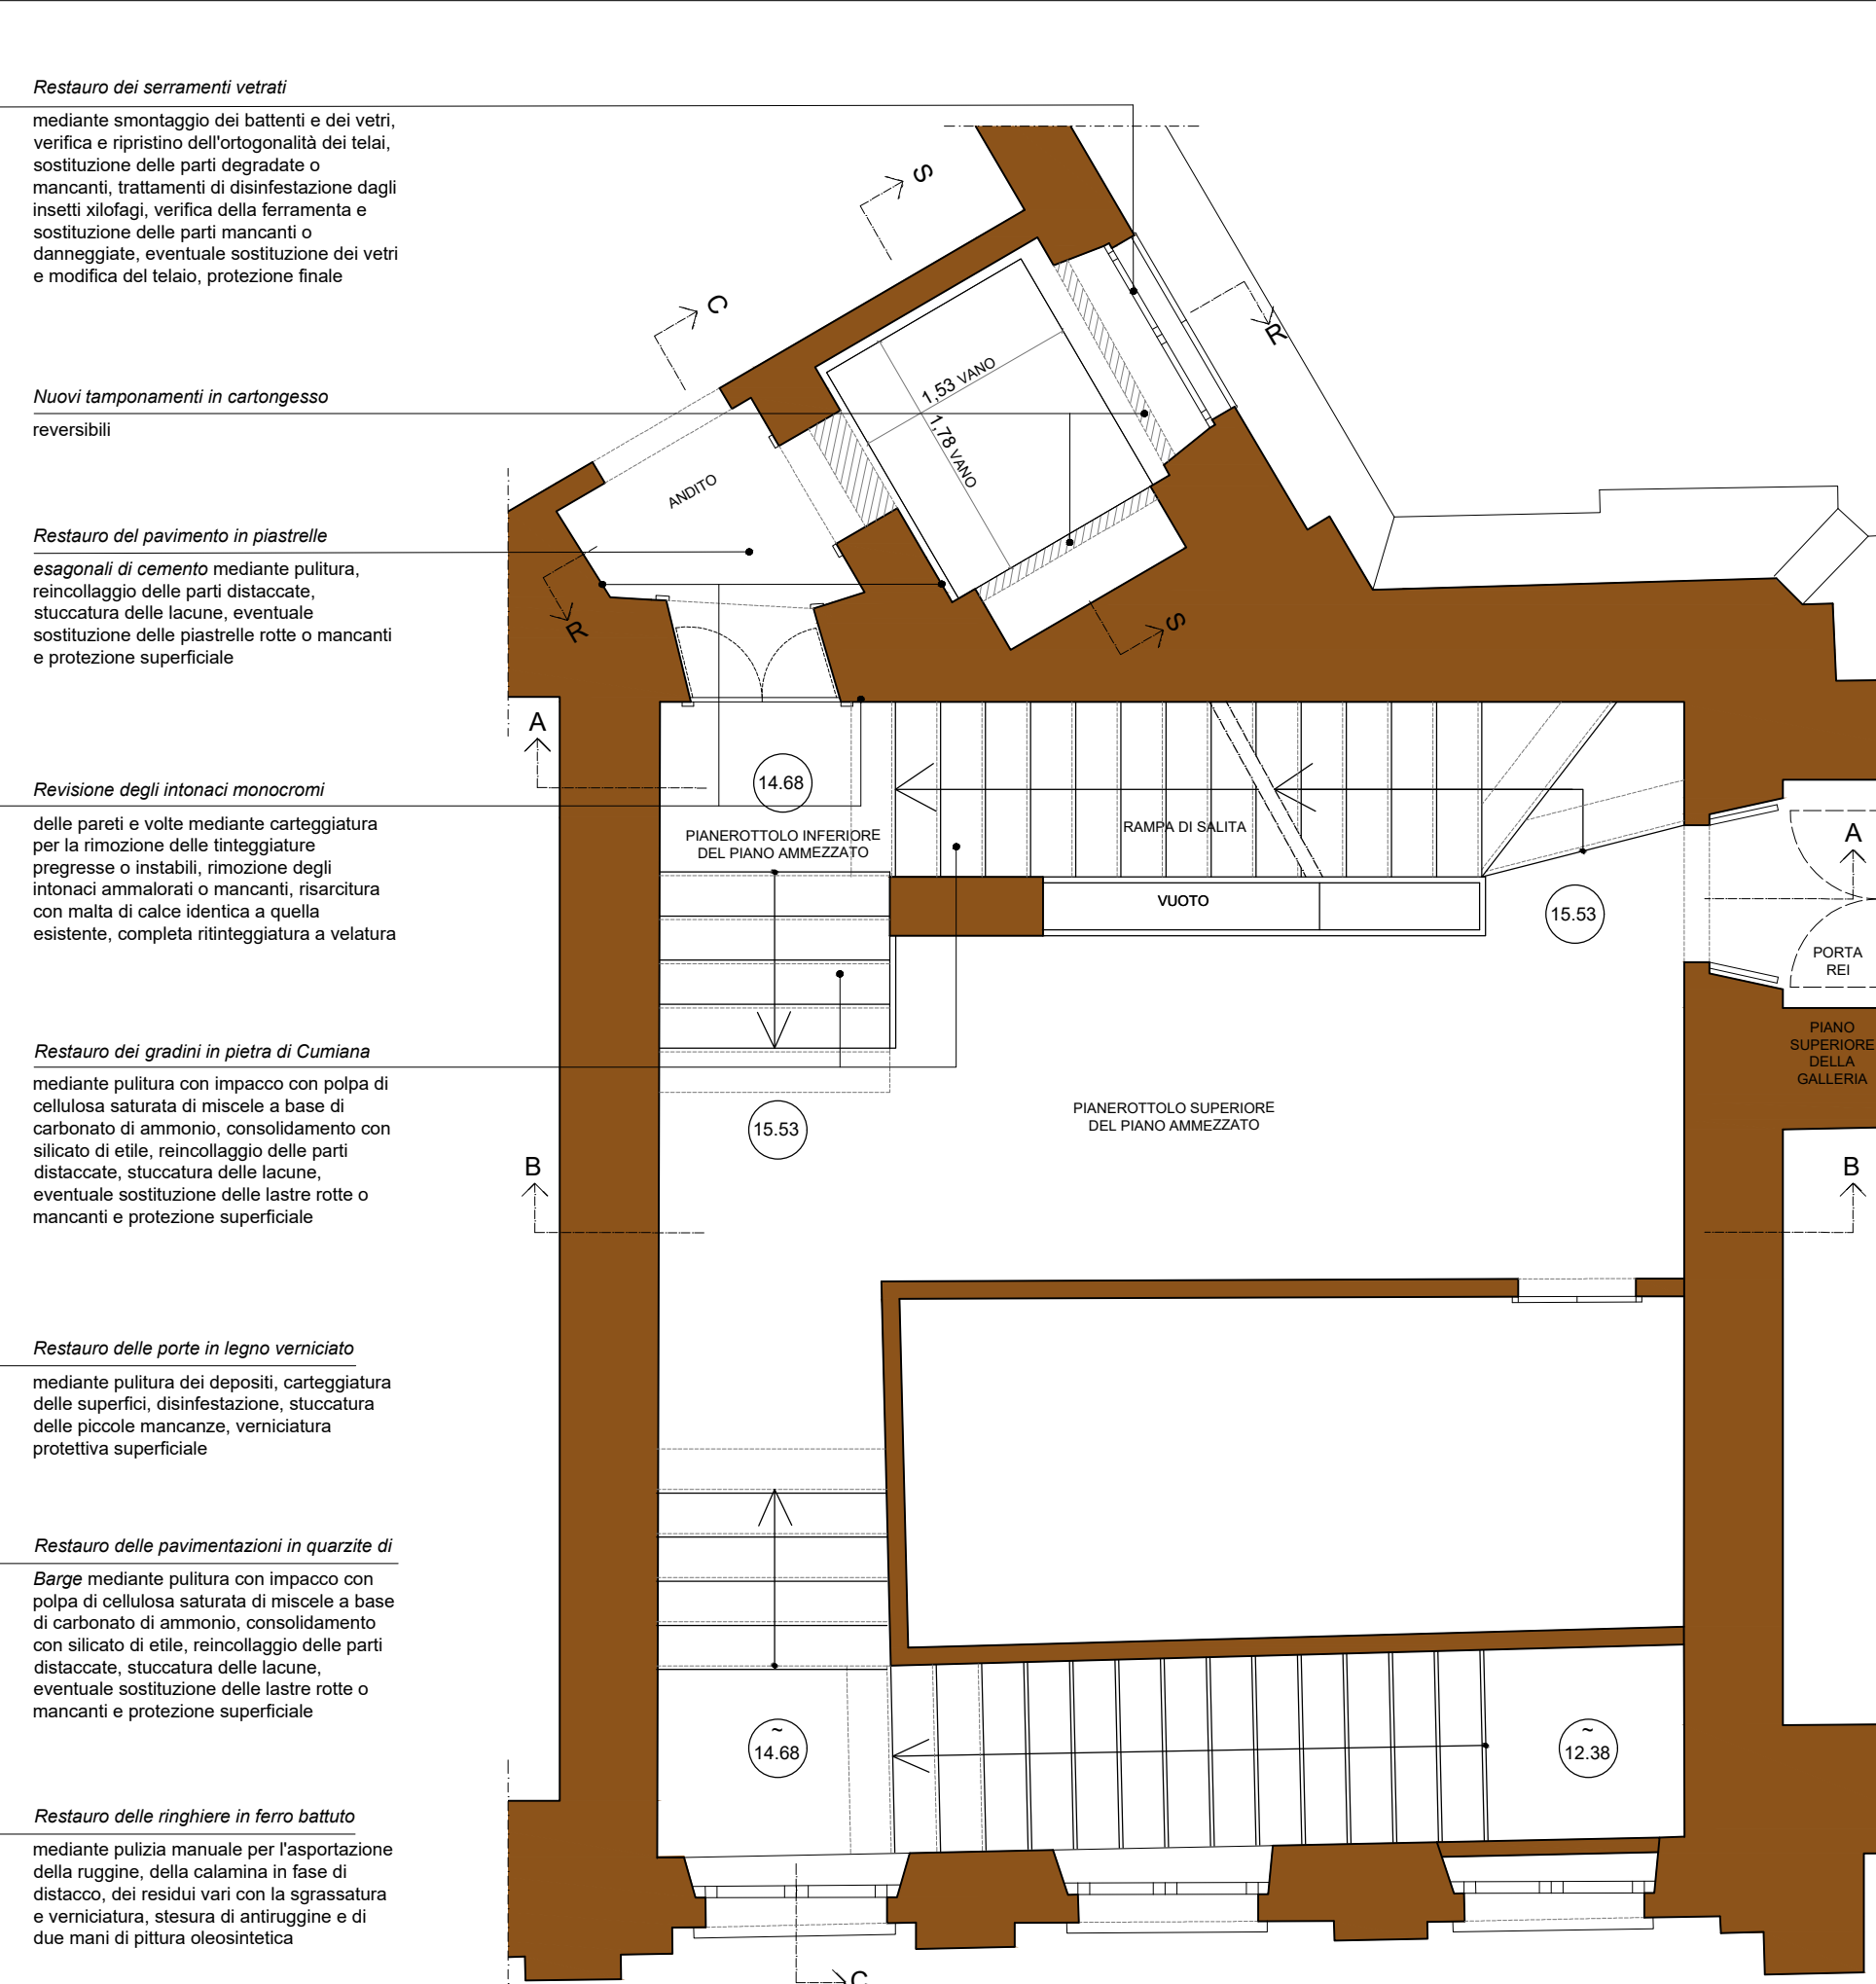 Restauro dei serramenti vetrati
mediante smontaggio dei battenti e dei vetri,
verifica e ripristino dell'ortogonalità dei telai,
sostituzione delle parti degradate o
mancanti, trattamenti di disinfestazione dagli
insetti xilofagi, verifica della ferramenta e
sostituzione delle parti mancanti o
danneggiate, eventuale sostituzione dei vetri
e modifica del telaio, protezione finale
Nuovi tamponamenti in cartongesso
reversibili
Restauro del pavimento in piastrelle
esagonali di cemento mediante pulitura,
reincollaggio delle parti distaccate,
stuccatura delle lacune, eventuale
sostituzione delle piastrelle rotte o mancanti
e protezione superficiale
Revisione degli intonaci monocromi
delle pareti e volte mediante carteggiatura
per la rimozione delle tinteggiature
pregresse o instabili, rimozione degli
intonaci ammalorati o mancanti, risarcitura
con malta di calce identica a quella
esistente, completa ritinteggiatura a velatura
Restauro dei gradini in pietra di Cumiana
mediante pulitura con impacco con polpa di
cellulosa saturata di miscele a base di
carbonato di ammonio, consolidamento con
silicato di etile, reincollaggio delle parti
distaccate, stuccatura delle lacune,
eventuale sostituzione delle lastre rotte o
mancanti e protezione superficiale
Restauro delle porte in legno verniciato
mediante pulitura dei depositi, carteggiatura
delle superfici, disinfestazione, stuccatura
delle piccole mancanze, verniciatura
protettiva superficiale
Restauro delle pavimentazioni in quarzite di
Barge mediante pulitura con impacco con
polpa di cellulosa saturata di miscele a base
di carbonato di ammonio, consolidamento
con silicato di etile, reincollaggio delle parti
distaccate, stuccatura delle lacune,
eventuale sostituzione delle lastre rotte o
mancanti e protezione superficiale
Restauro delle ringhiere in ferro battuto
mediante pulizia manuale per l'asportazione
della ruggine, della calamina in fase di
distacco, dei residui vari con la sgrassatura
e verniciatura, stesura di antiruggine e di
due mani di pittura oleosintetica
S
C
R
1,53 VANO
1,78 VANO
ANDITO
R
S
A
14.68
PIANEROTTOLO INFERIORE
DEL PIANO AMMEZZATO
RAMPA DI SALITA
A
VUOTO
15.53
PORTA
REI
PIANO
SUPERIORE
DELLA
GALLERIA
PIANEROTTOLO SUPERIORE
DEL PIANO AMMEZZATO
15.53
B
B
~
14.68
~
12.38
C